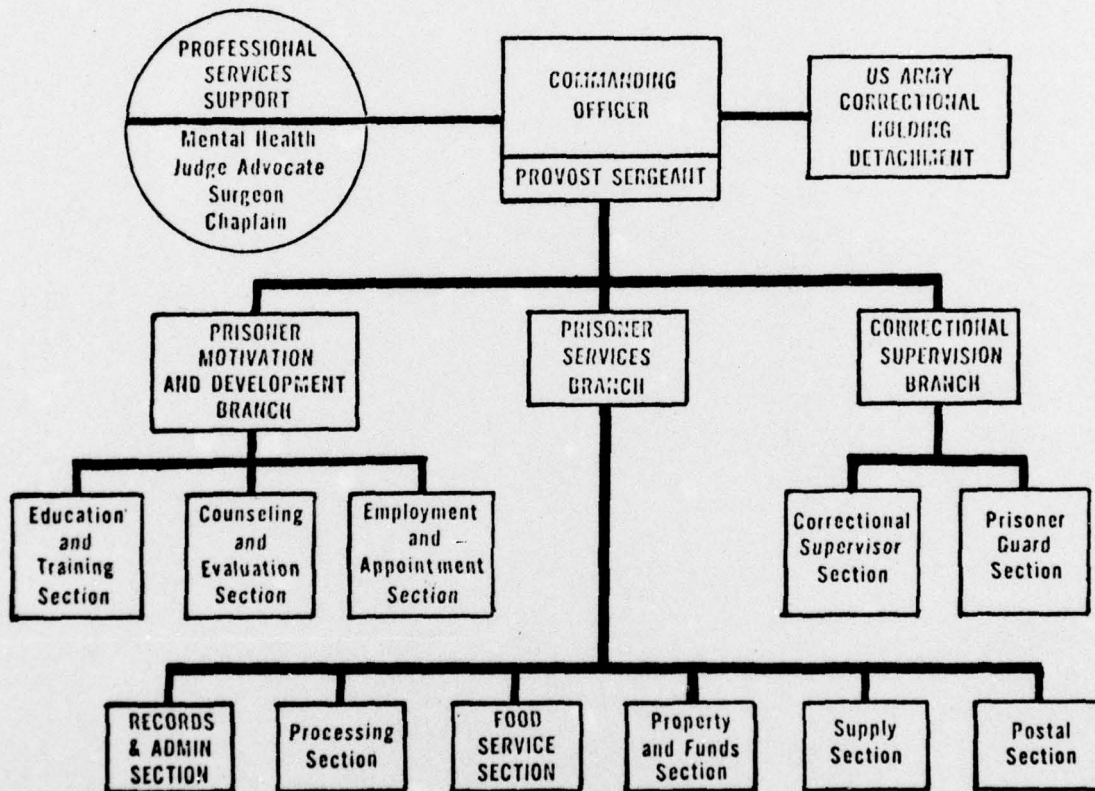 PROFESSIONAL
SERVICES
SUPPORT
Mental Health
Judge Advocate
Surgeon
Chaplain
COMMANDING
OFFICER
PROVOST SERGEANT
US ARMY
CORRECTIONAL
HOLDING
DETACHMENT
PRISONER
MOTIVATION
AND DEVELOPMENT
BRANCH
PRISONER
SERVICES
BRANCH
CORRECTIONAL
SUPERVISION
BRANCH
Education
and
Training
Section
Counseling
and
Evaluation
Section
Employment
and
Appointment
Section
Correctional
Supervisor
Section
Prisoner
Guard
Section
RECORDS
& ADMIN
SECTION
Processing
Section
FOOD
SERVICE
SECTION
Property
and Funds
Section
Supply
Section
Postal
Section